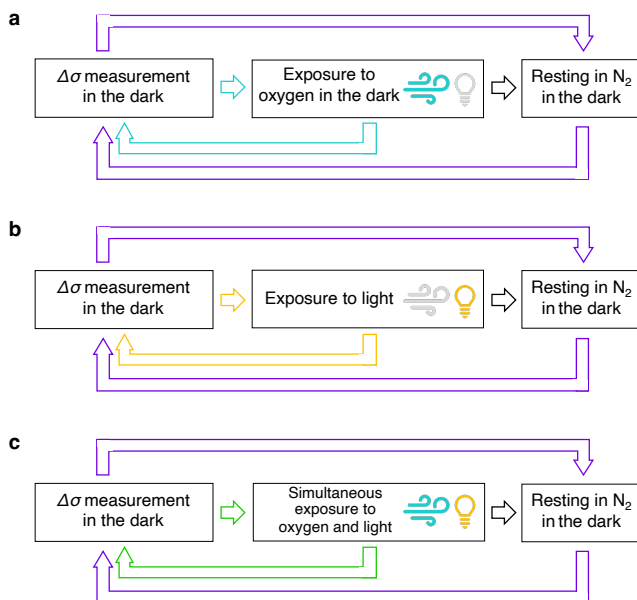 a
Δσ measurement
in the dark
Exposure to
oxygen in the dark
Resting in N₂
in the dark
b
Δσ measurement
in the dark
Exposure to light
Resting in N₂
in the dark
c
Δσ measurement
in the dark
Simultaneous
exposure to
oxygen and light
Resting in N₂
in the dark